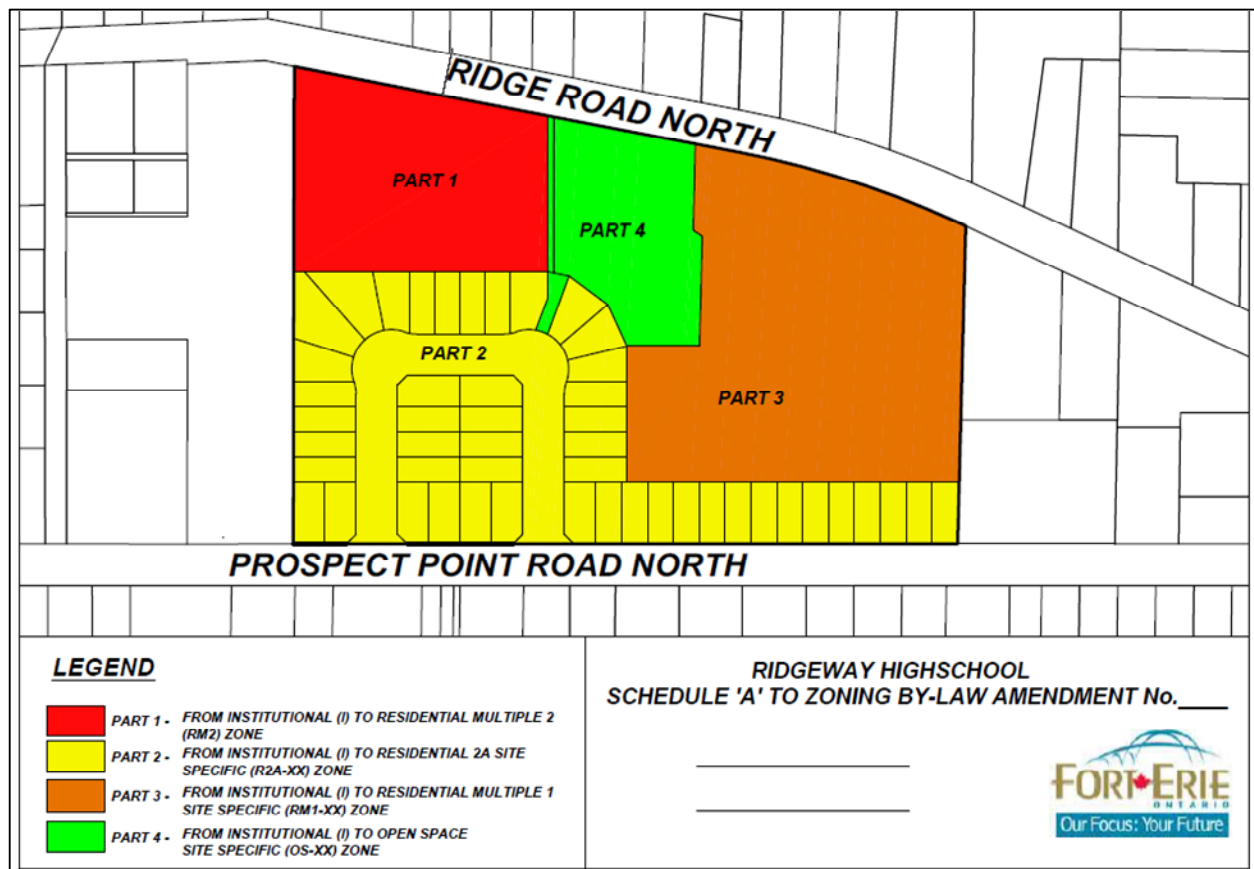 RIDGE ROAD NORTH
PART 1
PART 4
PART 2
PART 3
PROSPECT POINT ROAD NORTH
LEGEND
PART 1 - FROM INSTITUTIONAL (I) TO RESIDENTIAL MULTIPLE 2
(RM2) ZONE
PART 2 - FROM INSTITUTIONAL (I) TO RESIDENTIAL 2A SITE
SPECIFIC (R2A-XX) ZONE
PART 3 - FROM INSTITUTIONAL (I) TO RESIDENTIAL MULTIPLE 1
SITE SPECIFIC (RM1-XX) ZONE
PART 4 - FROM INSTITUTIONAL (I) TO OPEN SPACE
SITE SPECIFIC (OS-XX) ZONE
RIDGEWAY HIGHSCHOOL
SCHEDULE 'A' TO ZONING BY-LAW AMENDMENT No.____
FORT ERIE
ONTARIO
Our Focus: Your Future